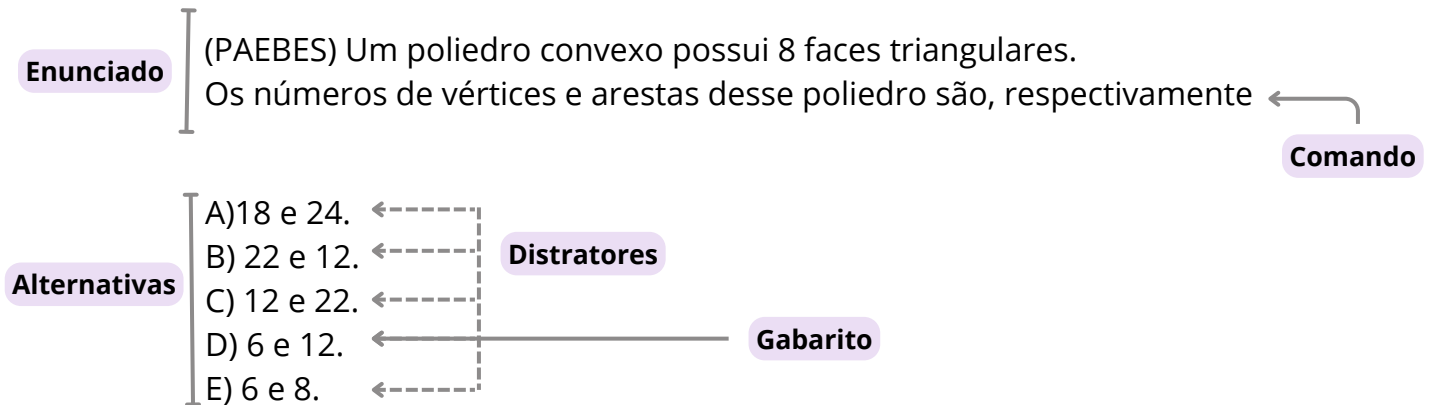 Enunciado
(PAEBES) Um poliedro convexo possui 8 faces triangulares.
Os números de vértices e arestas desse poliedro são, respectivamente
Comando
Alternativas
A)18 e 24.
B) 22 e 12.
C) 12 e 22.
D) 6 e 12.
E) 6 e 8.
Distratores
Gabarito